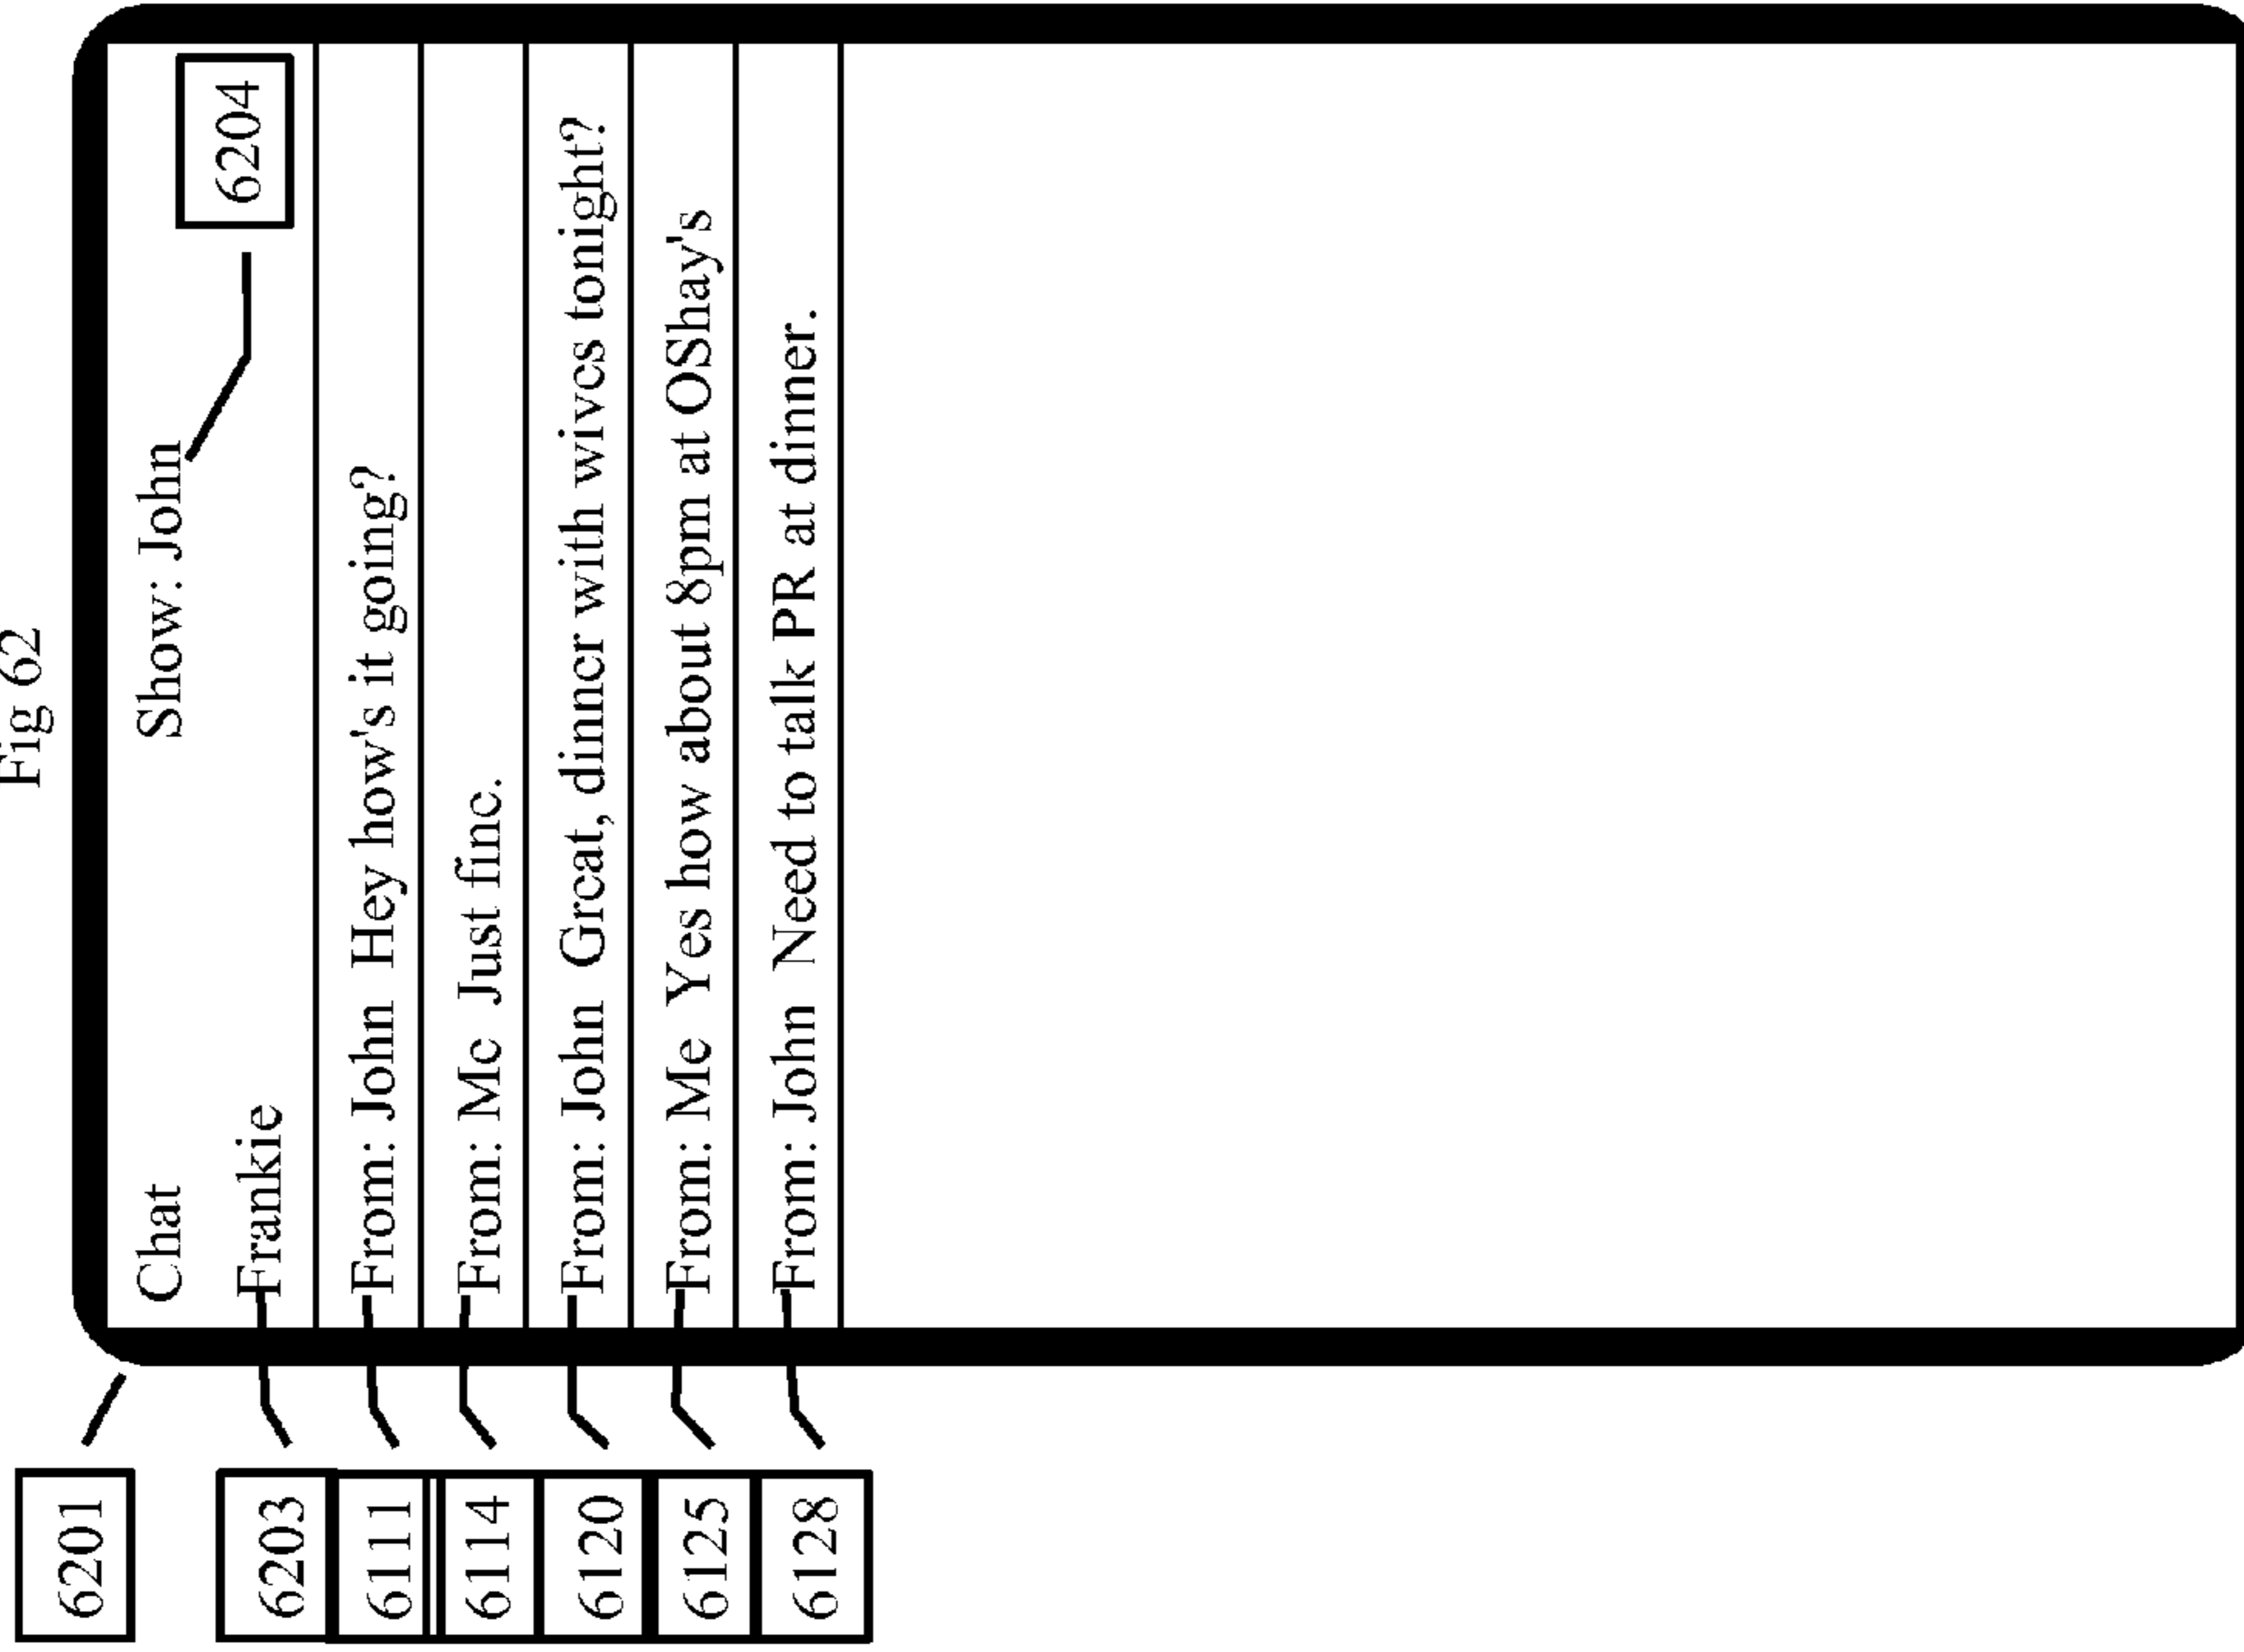 Fig 62
Chat Show: John
6204
Frankie
From: John Hey how's it going?
From: Me Just fine.
From: John Great, dinner with wives tonight?
From: Me Yes how about 8pm at OShay's
From: John Need to talk PR at dinner.
6201
6203
6111
6114
6120
6125
6128